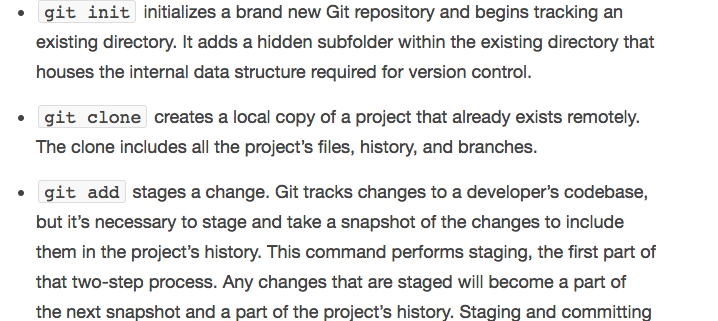 • git init initializes a brand new Git repository and begins tracking an
existing directory. It adds a hidden subfolder within the existing directory that
houses the internal data structure required for version control.
• git clone creates a local copy of a project that already exists remotely.
The clone includes all the project’s files, history, and branches.
• git add stages a change. Git tracks changes to a developer’s codebase,
but it’s necessary to stage and take a snapshot of the changes to include
them in the project’s history. This command performs staging, the first part of
that two-step process. Any changes that are staged will become a part of
the next snapshot and a part of the project’s history. Staging and committing